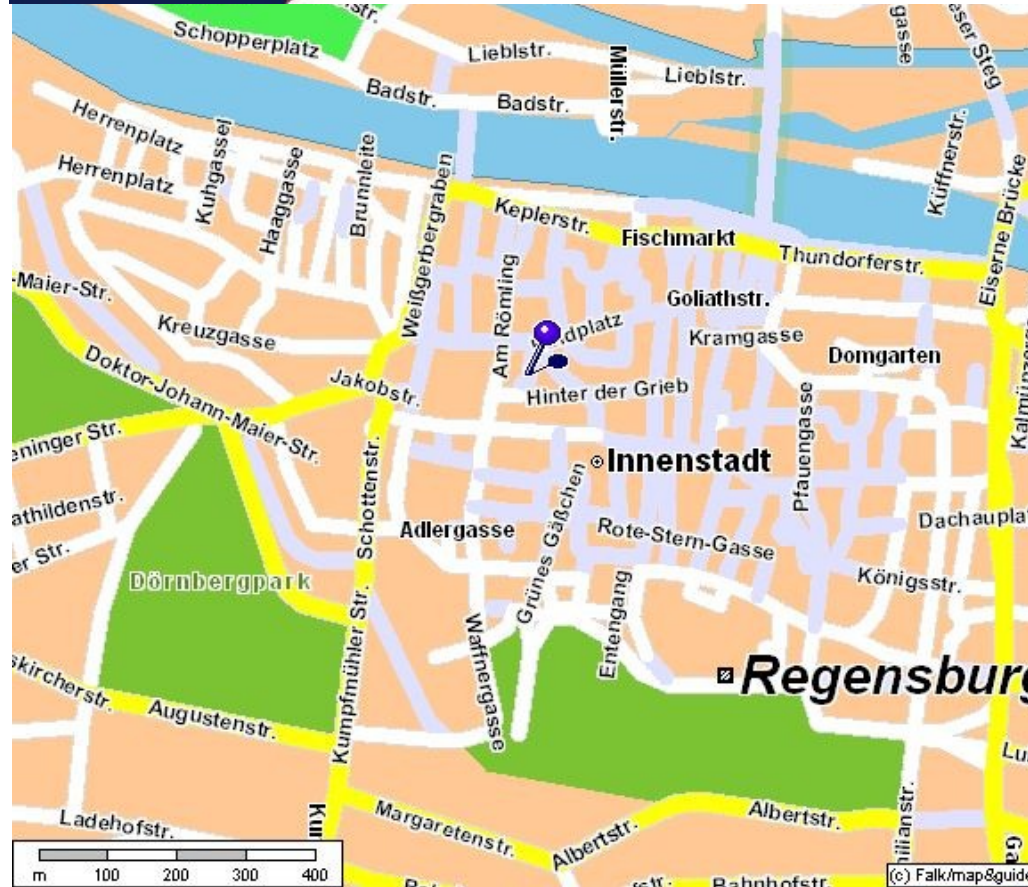 Schopperplatz
Lieblstr.
Müllerstr.
Lieblstr.
Badstr.
Badstr.
Herrenplatz
Herrenplatz
Kuhgassel
Haaggasse
Brunnleite
Weißgerbergraben
Keplerstr.
Fischmarkt
Thundorferstr.
Küffnerstr.
Eiserne Brücke
-Maier-Str.
Kreuzgasse
Am Römling
dplatz
Goliathstr.
Kramgasse
Domgarten
Doktor-Johann-Maier-Str.
Jakobstr.
Hinter der Grieb
Pfauengasse
eninger Str.
Innenstadt
athildenstr.
er Str.
Schottenstr.
Adlergasse
Grünes Gäßchen
Rote-Stern-Gasse
Dachaupla
Königsstr.
Dörnbergpark
Waffnergasse
Entengang
Regensburg
skircherstr.
Augustenstr.
Kumpfmühler Str.
Ladehofstr.
Margaretenstr.
Albertstr.
Albertstr.
Bahnhofstr.
m 100 200 300 400
(c) Falk/map&guide